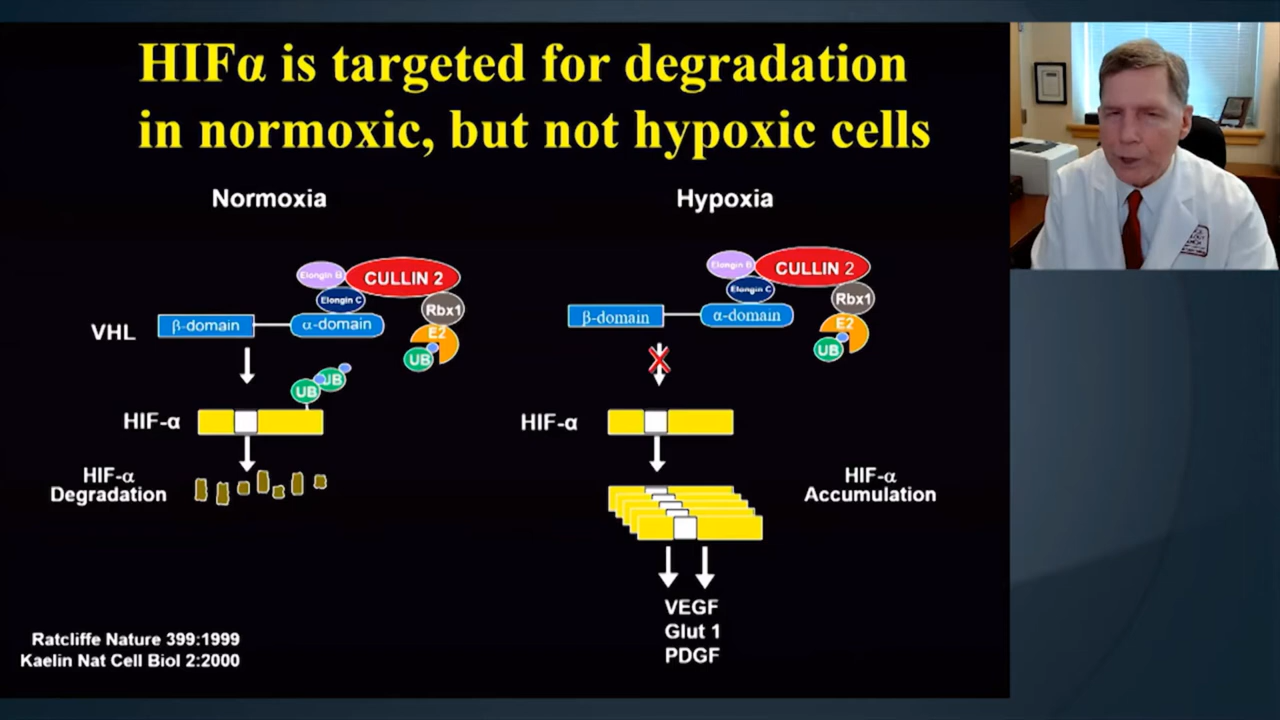 HIFα is targeted for degradation
in normoxic, but not hypoxic cells
Normoxia
Hypoxia
Elongin B
CULLIN 2
Elongin C
Rbx1
VHL
β-domain
α-domain
E2
UB
UB
UB
HIF-α
HIF-α
Degradation
Elongin B
CULLIN 2
Elongin C
Rbx1
β-domain
α-domain
E2
UB
HIF-α
HIF-α
Accumulation
VEGF
Glut 1
PDGF
Ratcliffe Nature 399:1999
Kaelin Nat Cell Biol 2:2000